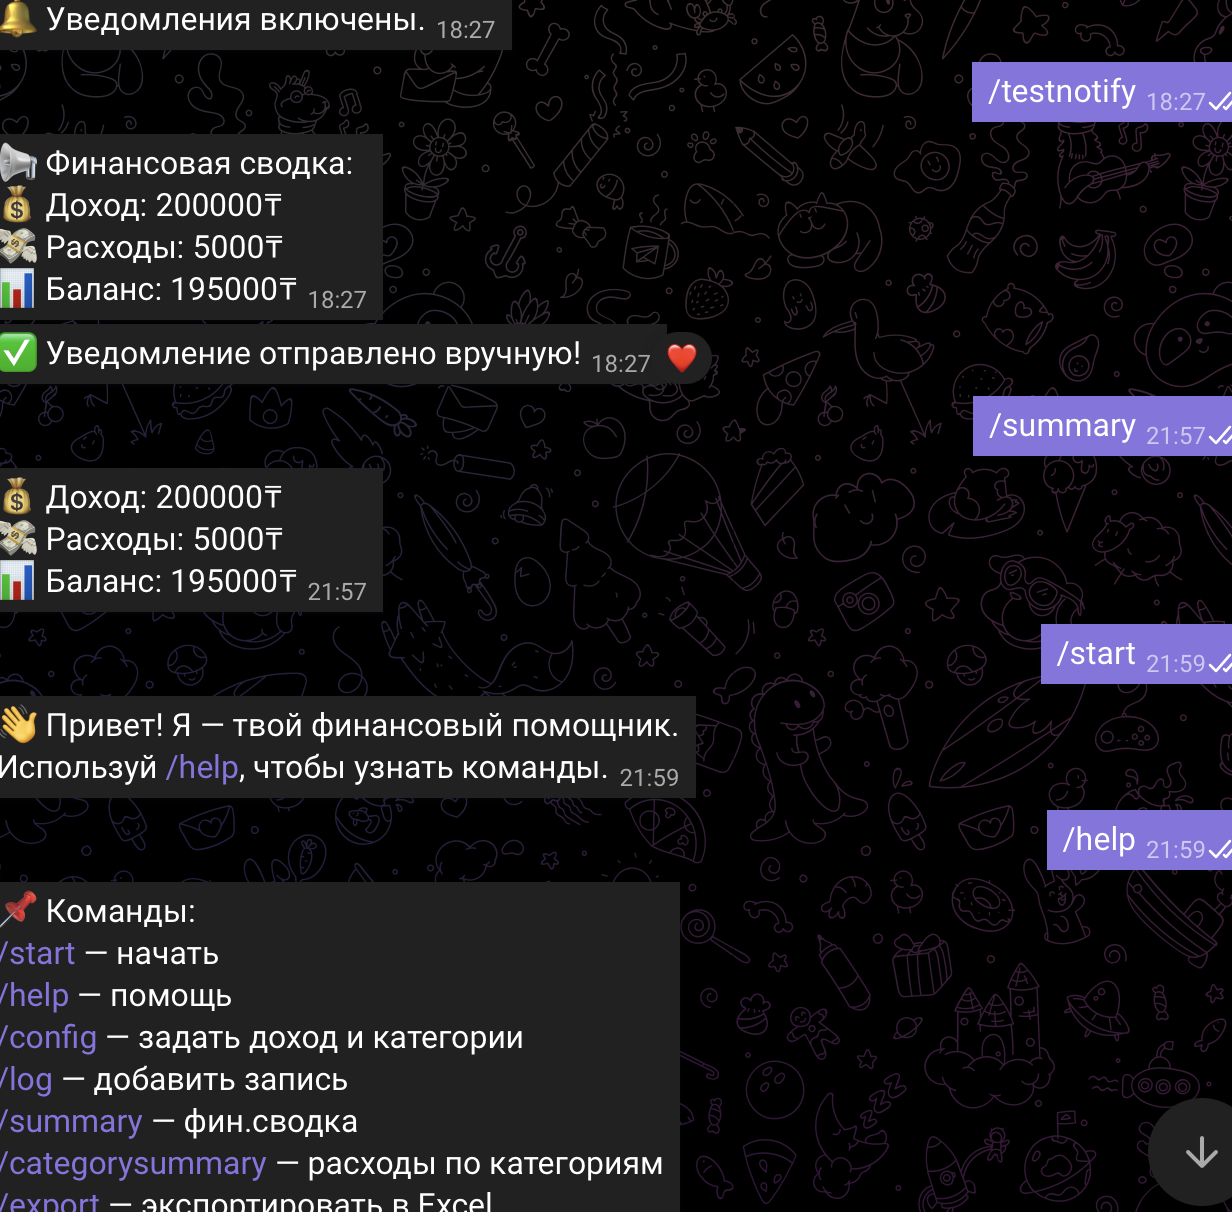 🔔 Уведомления включены. 18:27
/testnotify 18:27
📢 Финансовая сводка:
💰 Доход: 200000₸
💸 Расходы: 5000₸
📊 Баланс: 195000₸ 18:27
✅ Уведомление отправлено вручную! 18:27 ❤️
/summary 21:57
💰 Доход: 200000₸
💸 Расходы: 5000₸
📊 Баланс: 195000₸ 21:57
/start 21:59
👋 Привет! Я — твой финансовый помощник.
Используй /help, чтобы узнать команды. 21:59
/help 21:59
📌 Команды:
/start — начать
/help — помощь
/config — задать доход и категории
/log — добавить запись
/summary — фин.сводка
/categorysummary — расходы по категориям
/export — экспортировать в Excel